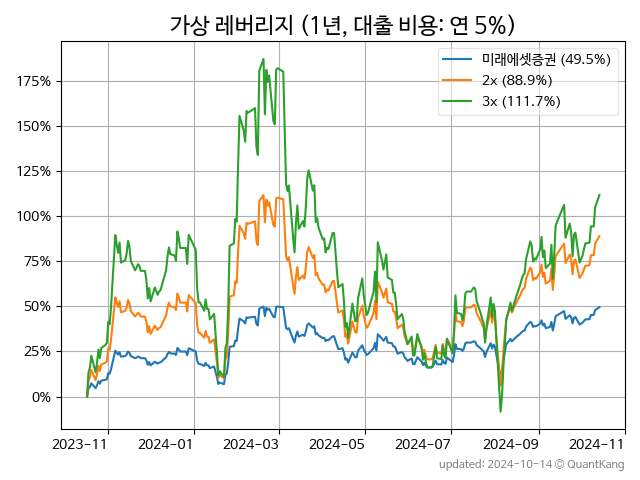 가상 레버리지 (1년, 대출 비용: 연 5%)
미래에셋증권 (49.5%)
2x (88.9%)
3x (111.7%)
175%
150%
125%
100%
75%
50%
25%
0%
2023-11 2024-01 2024-03 2024-05 2024-07 2024-09 2024-11
updated: 2024-10-14 © QuantKang